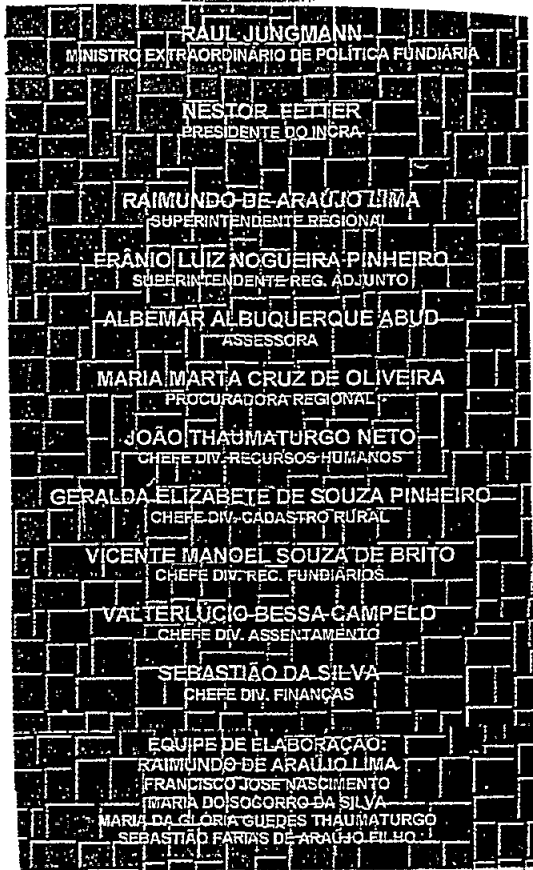 RAUL JUNGMANN
MINISTRO EXTRAORDINÁRIO DE POLÍTICA FUNDIÁRIA
NESTOR FETTER
PRESIDENTE DO INCRA
RAIMUNDO DE ARAÚJO LIMA
SUPERINTENDENTE REGIONAL
FRÂNIO LUIZ NOGUEIRA PINHEIRO
SUPERINTENDENTE REG. ADJUNTO
ALBEMAR ALBUQUERQUE ABUD
ASSESSORA
MARIA MARTA CRUZ DE OLIVEIRA
PROCURADORA REGIONAL
JOÃO THAUMATURGO NETO
CHEFE DIV. RECURSOS HUMANOS
GERALDA ELIZABETE DE SOUZA PINHEIRO
CHEFE DIV. CADASTRO RURAL
VICENTE MANOEL SOUZA DE BRITO
CHEFE DIV. REC. FUNDIÁRIOS
VALTERLÚCIO BESSA CAMPELO
CHEFE DIV. ASSENTAMENTO
SEBASTIÃO DA SILVA
CHEFE DIV. FINANÇAS
EQUIPE DE ELABORAÇÃO:
RAIMUNDO DE ARAÚJO LIMA
FRANCISCO JOSÉ NASCIMENTO
MARIA DO SOCORRO DA SILVA
MARIA DA GLÓRIA GUEDES THAUMATURGO
SEBASTIÃO FARIAS DE ARAÚJO FILHO